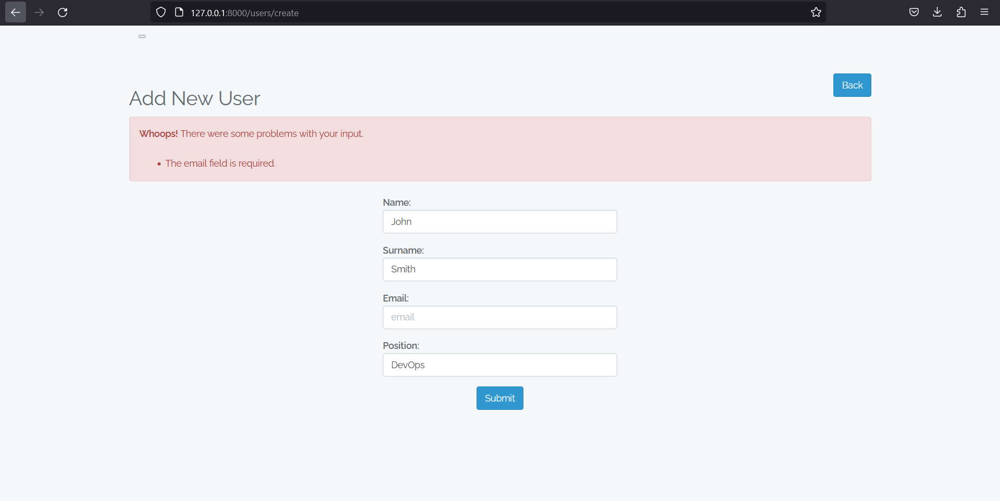 127.0.0.1:8000/users/create
Back
Add New User
Whoops! There were some problems with your input.
• The email field is required.
Name:
John
Surname:
Smith
Email:
email
Position:
DevOps
Submit